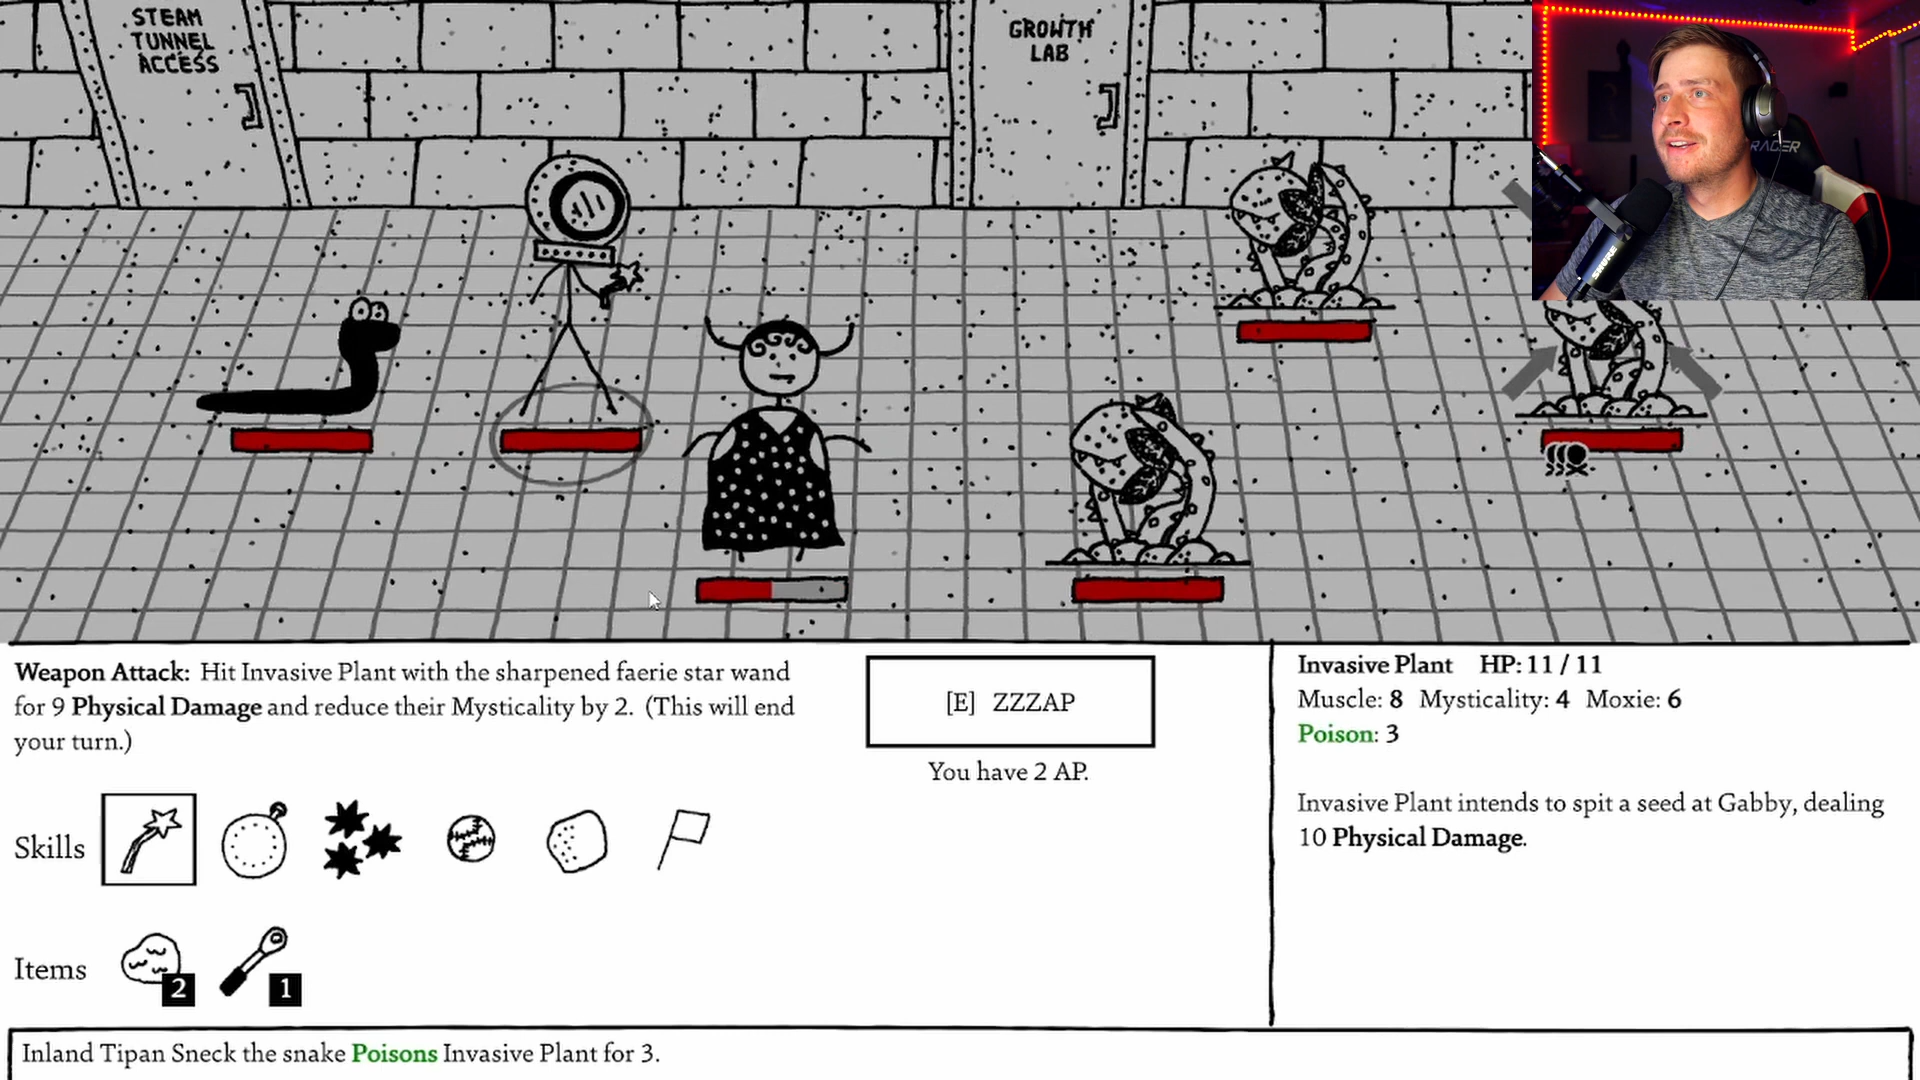 STEAM
TUNNEL
ACCESS
GROWTH
LAB
RACER
SHURE
Weapon Attack: Hit Invasive Plant with the sharpened faerie star wand
for 9 Physical Damage and reduce their Mysticality by 2. (This will end
your turn.)
[E] ZZZAP
You have 2 AP.
Skills
Items
2
1
Invasive Plant HP: 11 / 11
Muscle: 8 Mysticality: 4 Moxie: 6
Poison: 3
Invasive Plant intends to spit a seed at Gabby, dealing
10 Physical Damage.
Inland Tipan Sneck the snake Poisons Invasive Plant for 3.